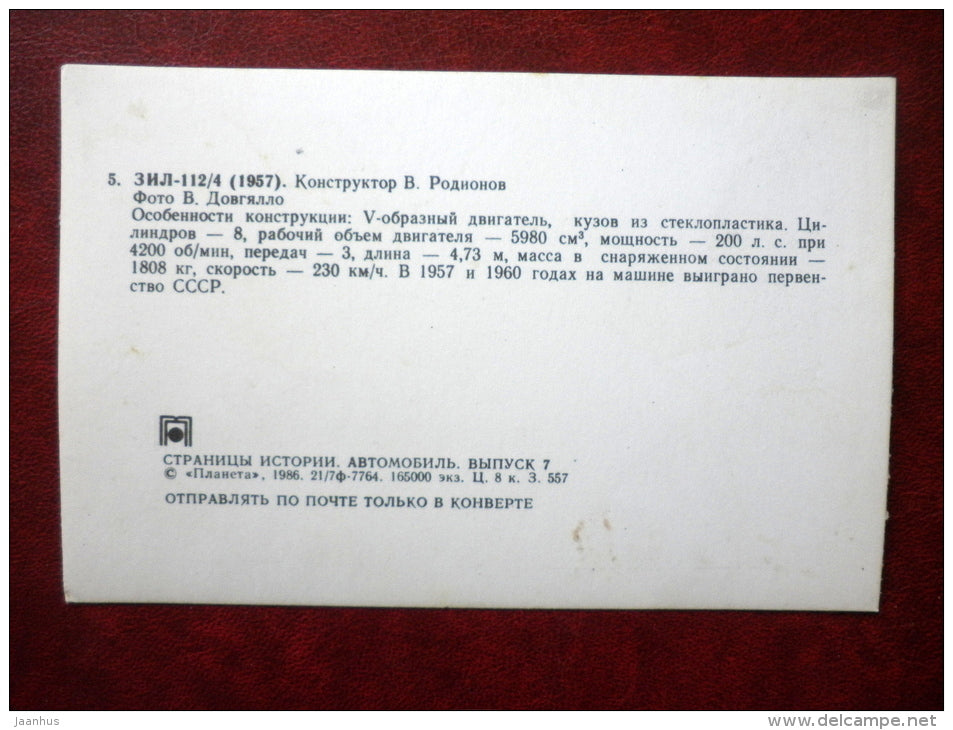 5. ЗИЛ-112/4 (1957). Конструктор В. Родионов
Фото В. Довгялло
Особенности конструкции: V-образный двигатель, кузов из стеклопластика. Ци-
линдров — 8, рабочий объем двигателя — 5980 см³, мощность — 200 л. с. при
4200 об/мин, передач — 3, длина — 4,73 м, масса в снаряженном состоянии —
1808 кг, скорость — 230 км/ч. В 1957 и 1960 годах на машине выиграно первен-
ство СССР.
СТРАНИЦЫ ИСТОРИИ. АВТОМОБИЛЬ. ВЫПУСК 7
© «Планета», 1986. 21/7ф-7764. 165000 экз. Ц. 8 к. З. 557
ОТПРАВЛЯТЬ ПО ПОЧТЕ ТОЛЬКО В КОНВЕРТЕ
jaanhus
www.delcampe.net